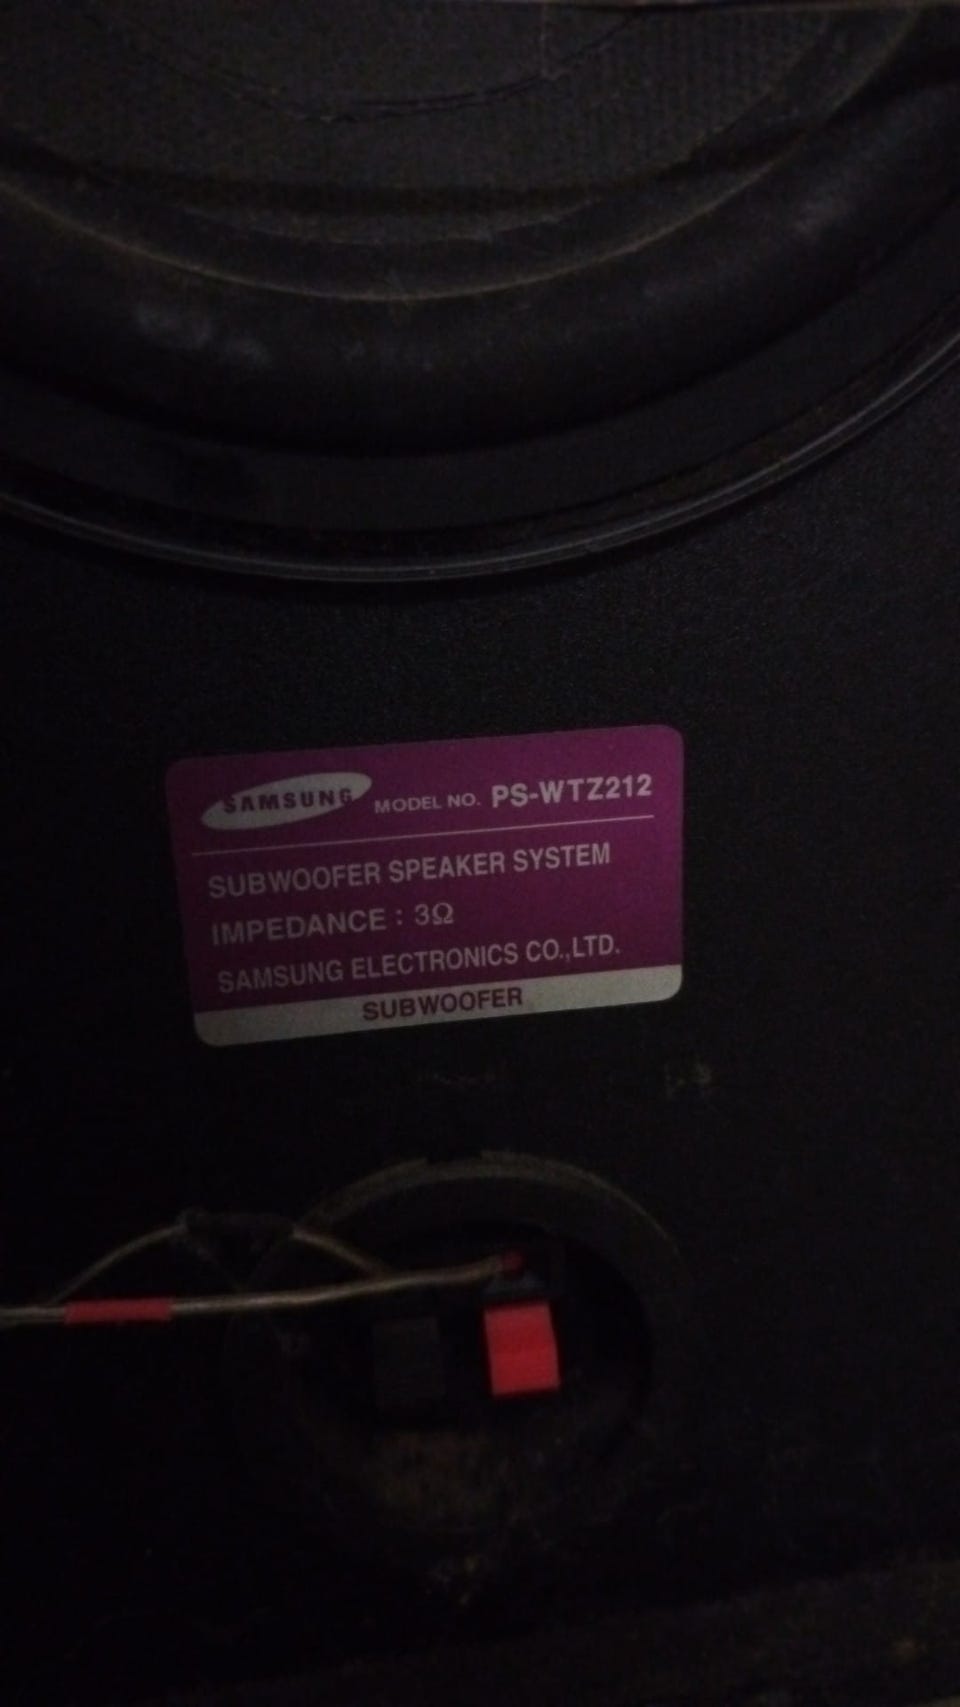 SAMSUNG MODEL NO. PS-WTZ212
SUBWOOFER SPEAKER SYSTEM
IMPEDANCE : 3Ω
SAMSUNG ELECTRONICS CO.,LTD.
SUBWOOFER